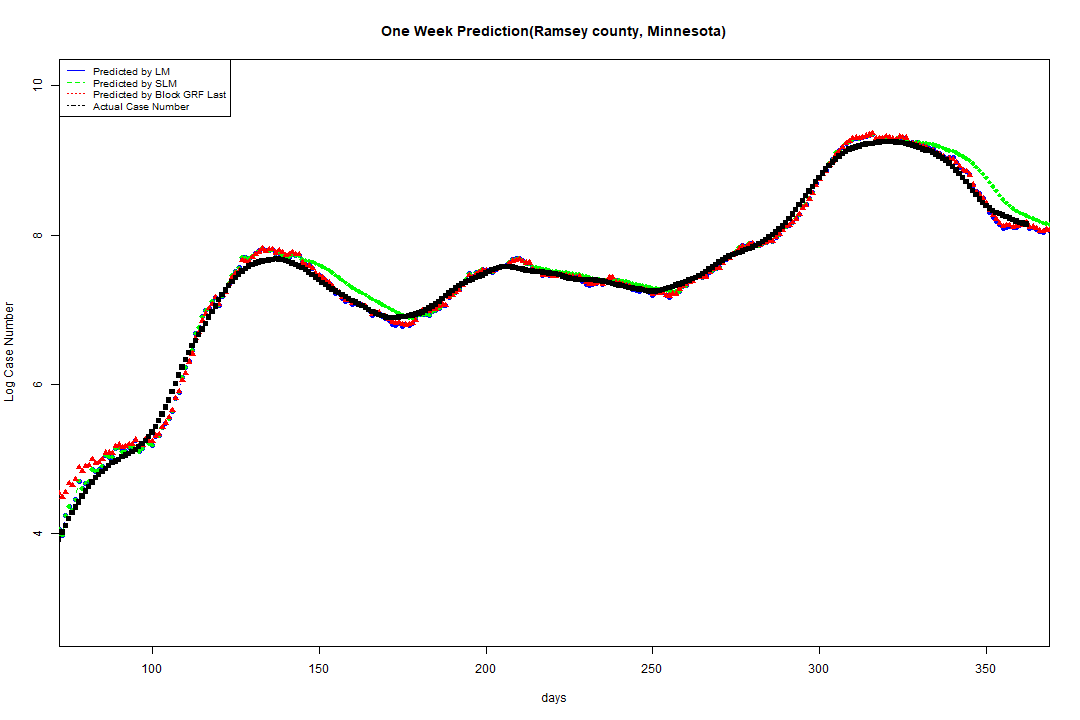 One Week Prediction(Ramsey county, Minnesota)
Predicted by LM
Predicted by SLM
Predicted by Block GRF Last
Actual Case Number
10
8
6
4
Log Case Number
100 150 200 250 300 350
days